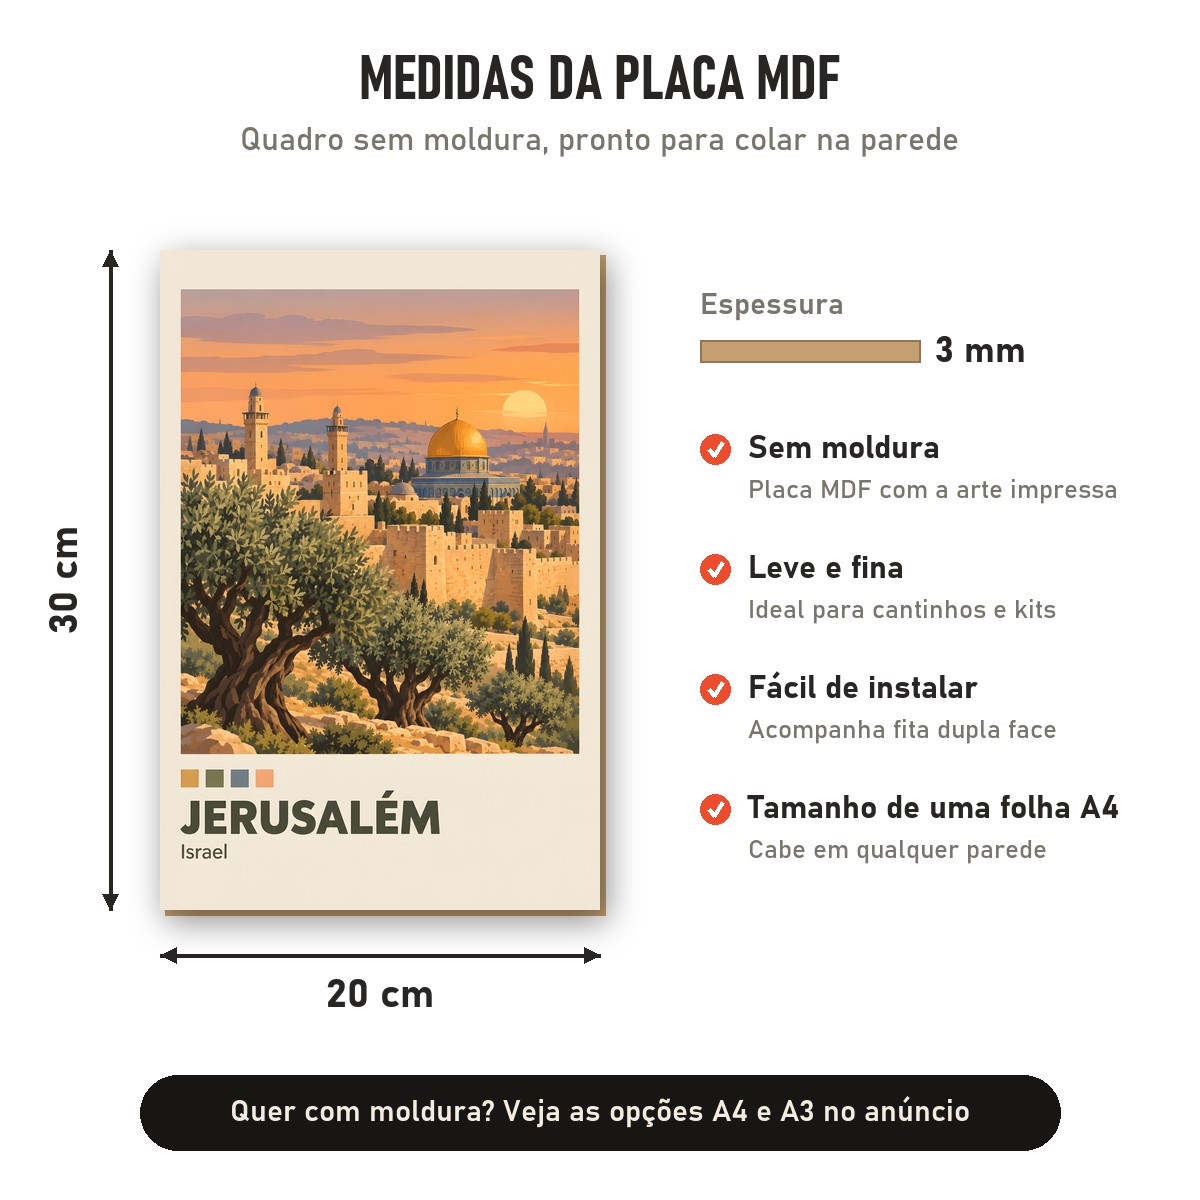 MEDIDAS DA PLACA MDF
Quadro sem moldura, pronto para colar na parede
30 cm
JERUSALÉM
Israel
20 cm
Espessura
3 mm
Sem moldura
Placa MDF com a arte impressa
Leve e fina
Ideal para cantinhos e kits
Fácil de instalar
Acompanha fita dupla face
Tamanho de uma folha A4
Cabe em qualquer parede
Quer com moldura? Veja as opções A4 e A3 no anúncio